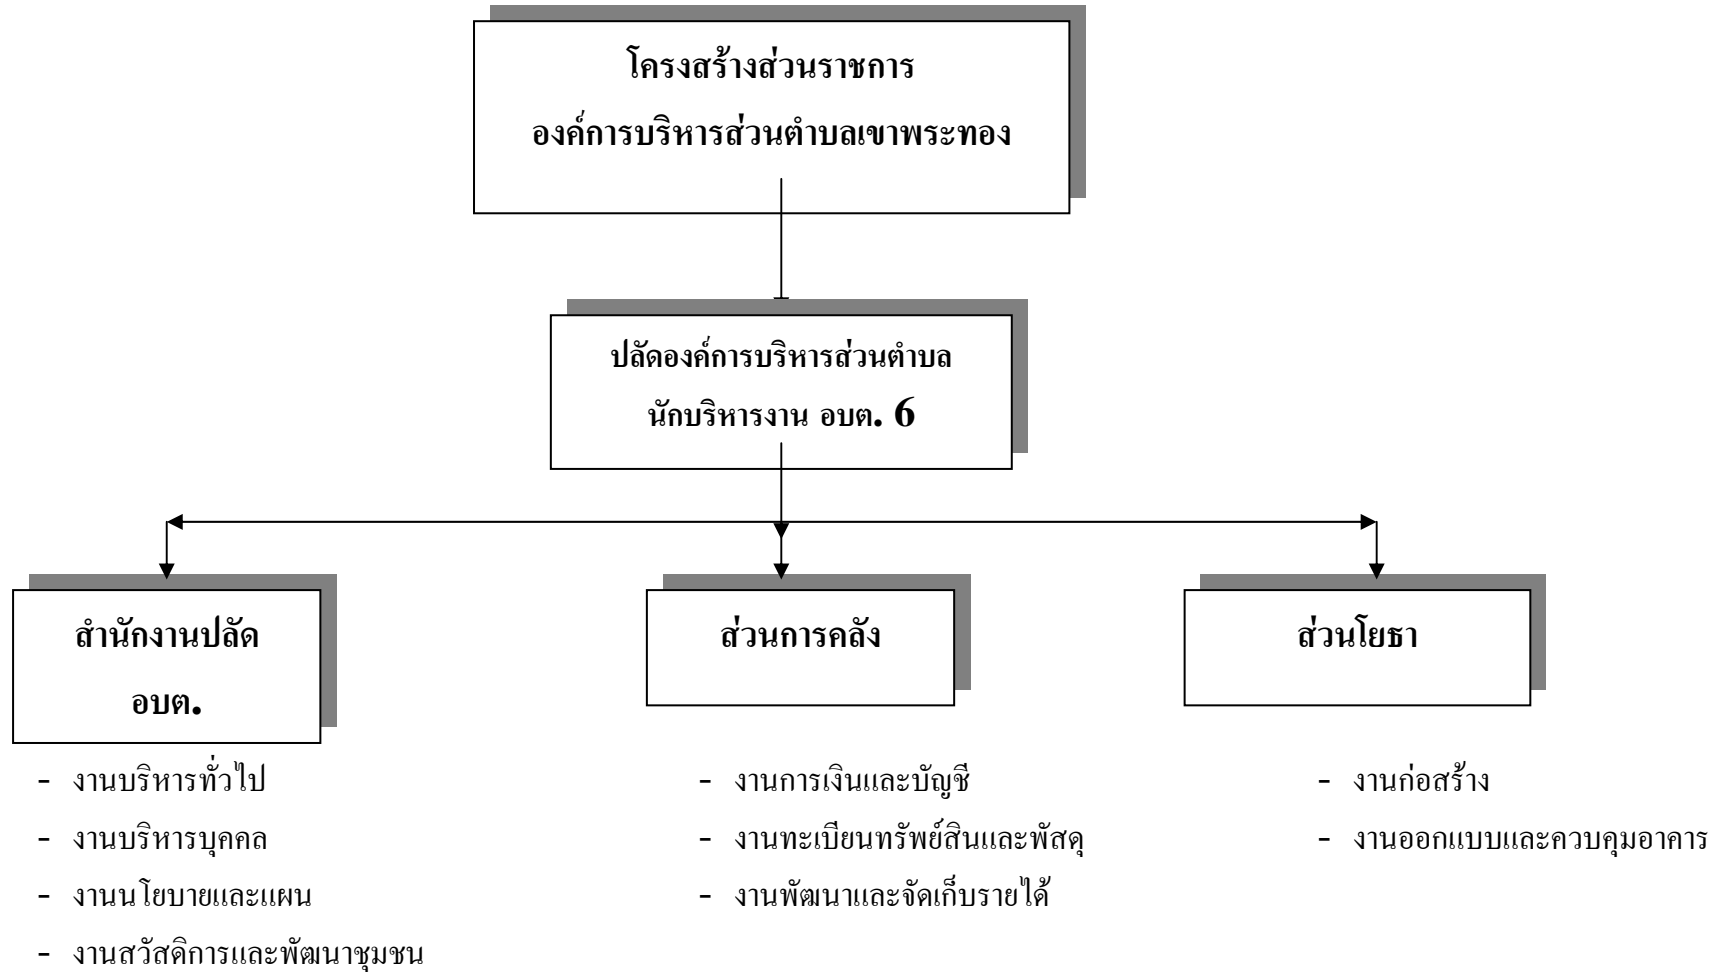 โครงสร้างส่วนราชการ
องค์การบริหารส่วนตำบลเขาพระทอง
ปลัดองค์การบริหารส่วนตำบล
นักบริหารงาน อบต. 6
สำนักงานปลัด
อบต.
- งานบริหารทั่วไป
- งานบริหารบุคคล
- งานนโยบายและแผน
- งานสวัสดิการและพัฒนาชุมชน
ส่วนการคลัง
- งานการเงินและบัญชี
- งานทะเบียนทรัพย์สินและพัสดุ
- งานพัฒนาและจัดเก็บรายได้
ส่วนโยธา
- งานก่อสร้าง
- งานออกแบบและควบคุมอาคาร